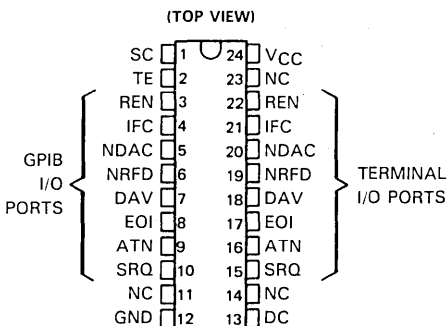 (TOP VIEW)
SC 1 24 VCC
TE 2 23 NC
REN 3 22 REN
IFC 4 21 IFC
NDAC 5 20 NDAC
NRFD 6 19 NRFD
DAV 7 18 DAV
EOI 8 17 EOI
ATN 9 16 ATN
SRQ 10 15 SRQ
NC 11 14 NC
GND 12 13 DC
GPIB
I/O
PORTS
TERMINAL
I/O PORTS